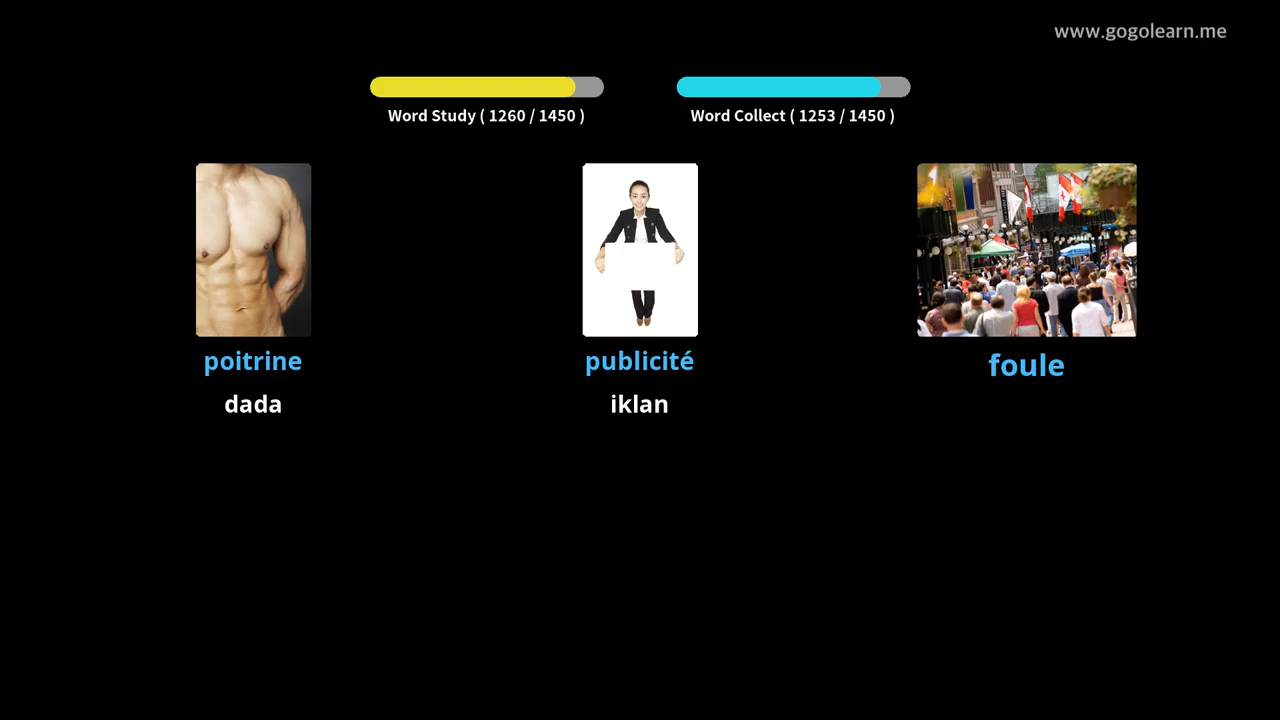 www.gogolearn.me
Word Study ( 1260 / 1450 )
Word Collect ( 1253 / 1450 )
poitrine
publicité
foule
dada
iklan